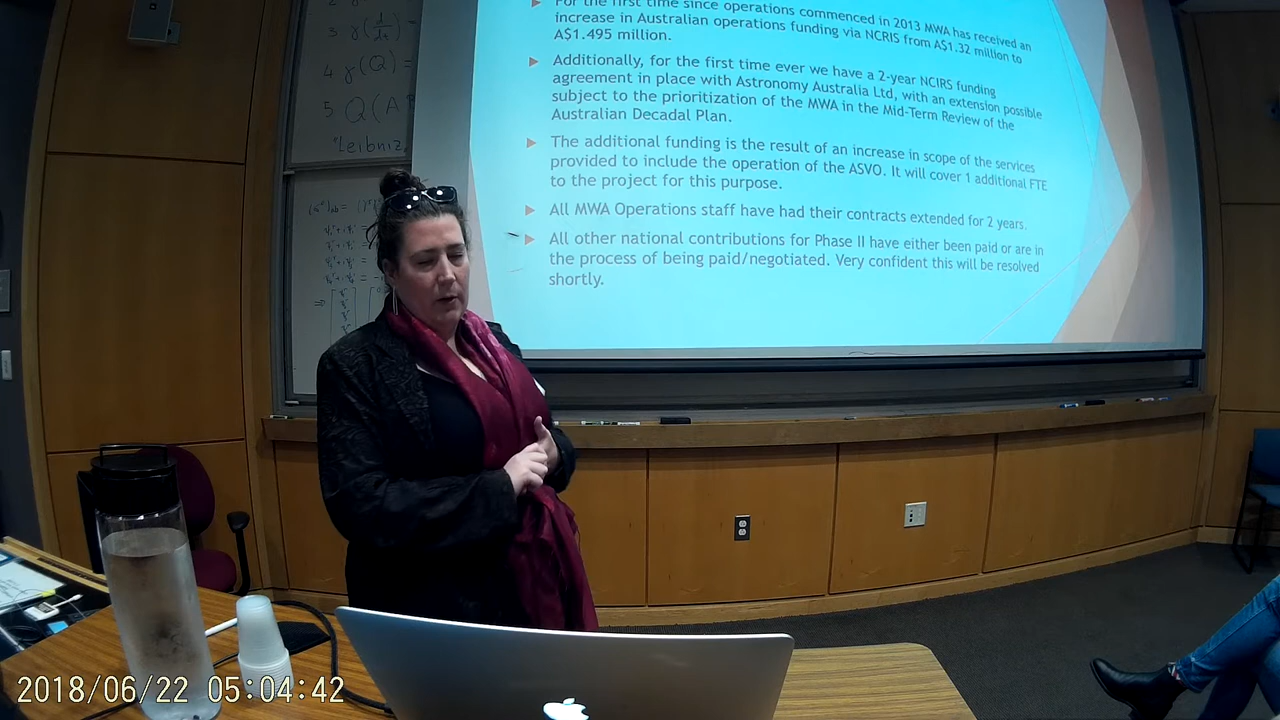 For the first time since operations commenced in 2013 MWA has received an
increase in Australian operations funding via NCRIS from A$1.32 million to
A$1.495 million.
Additionally, for the first time ever we have a 2-year NCIRS funding
agreement in place with Astronomy Australia Ltd, with an extension possible
subject to the prioritization of the MWA in the Mid-Term Review of the
Australian Decadal Plan.
The additional funding is the result of an increase in scope of the services
provided to include the operation of the ASVO. It will cover 1 additional FTE
to the project for this purpose.
All MWA Operations staff have had their contracts extended for 2 years.
All other national contributions for Phase II have either been paid or are in
the process of being paid/negotiated. Very confident this will be resolved
shortly.
3 γ(d/dt)
4 γ(Q) =
5 Q(A
"Leibniz
2018/06/22 05:04:42